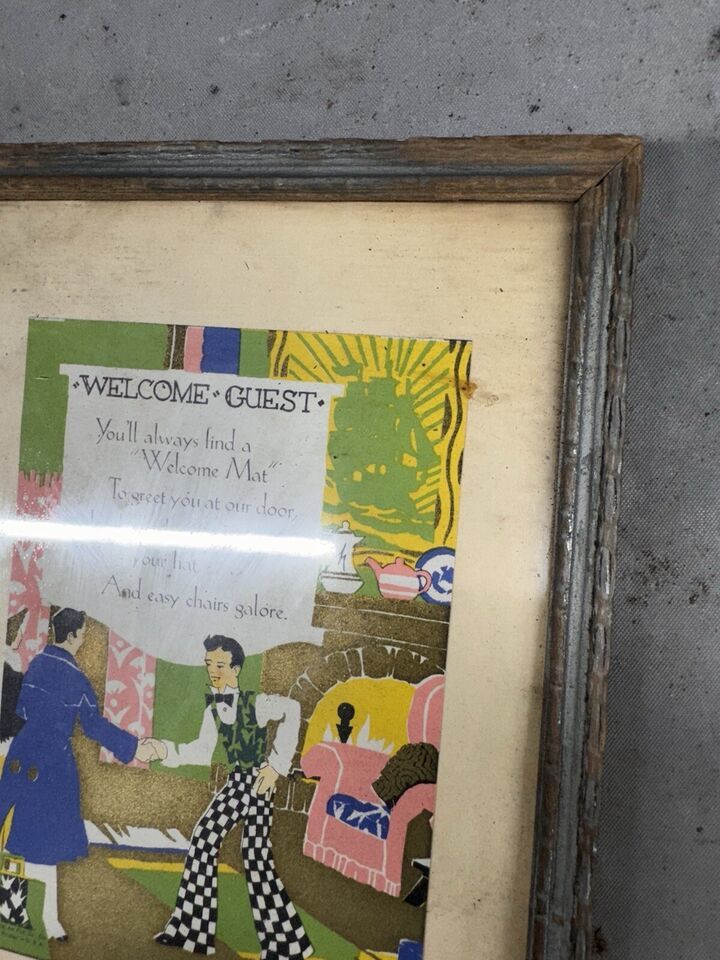 ·WELCOME·GUEST·
You'll always find a
"Welcome Mat"
To greet you at our door,
your hat
And easy chairs galore.